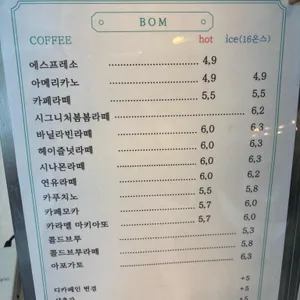 BOM
COFFEE hot ice(16온스)
에스프레소 4,9
아메리카노 4,9 4,9
카페라떼 5,5 5,5
시그니처봄봄라떼 6,2
바닐라빈라떼 6,0 6,3
헤이즐넛라떼 6,0 6,3
시나몬라떼 6,0 6,3
연유라떼 6,0 6,3
카푸치노 5,5 5,8
카페모카 5,7 6,0
카라멜 마키아또 5,7 6,0
콜드브루 5,3
콜드브루라떼 5,8
아포가토 6,0
디카페인 변경 +5
+5